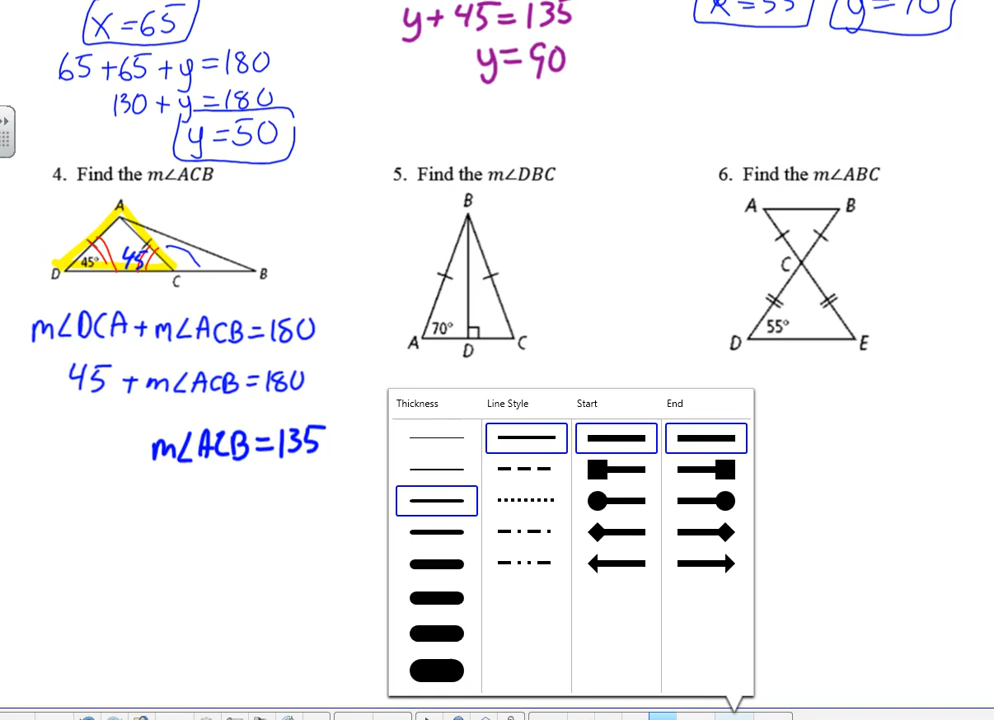 x = 65
65 + 65 + y = 180
130 + y = 180
y = 50
y + 45 = 135
y = 90
x = 55
y = 70
4. Find the m∠ACB
A
45°
45
D
C
B
m∠DCA + m∠ACB = 180
45 + m∠ACB = 180
m∠ACB = 135
5. Find the m∠DBC
B
70°
A
D
C
6. Find the m∠ABC
A
B
C
55°
D
E
Thickness Line Style Start End